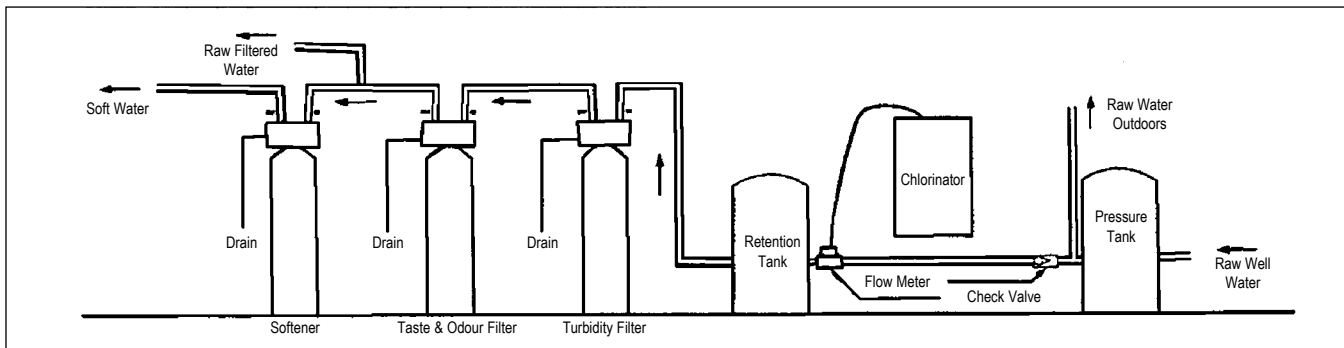 Raw Filtered
Water
Soft Water
Raw Water
Outdoors
Chlorinator
Pressure
Tank
Drain
Drain
Drain
Retention
Tank
Flow Meter
Check Valve
Raw Well
Water
Softener
Taste & Odour Filter
Turbidity Filter